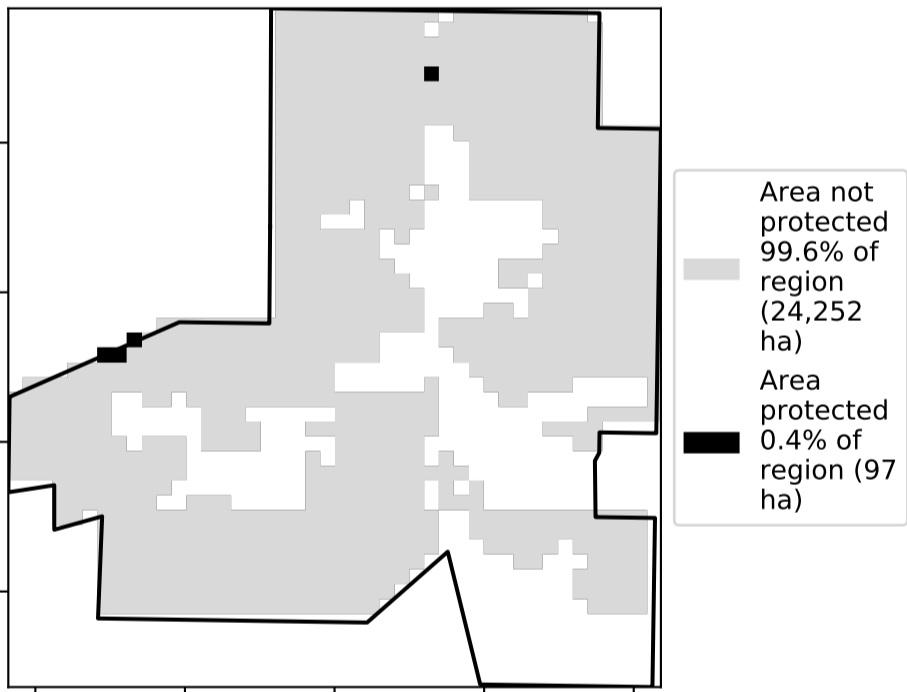 Area not
protected
99.6% of
region
(24,252
ha)
Area
protected
0.4% of
region (97
ha)